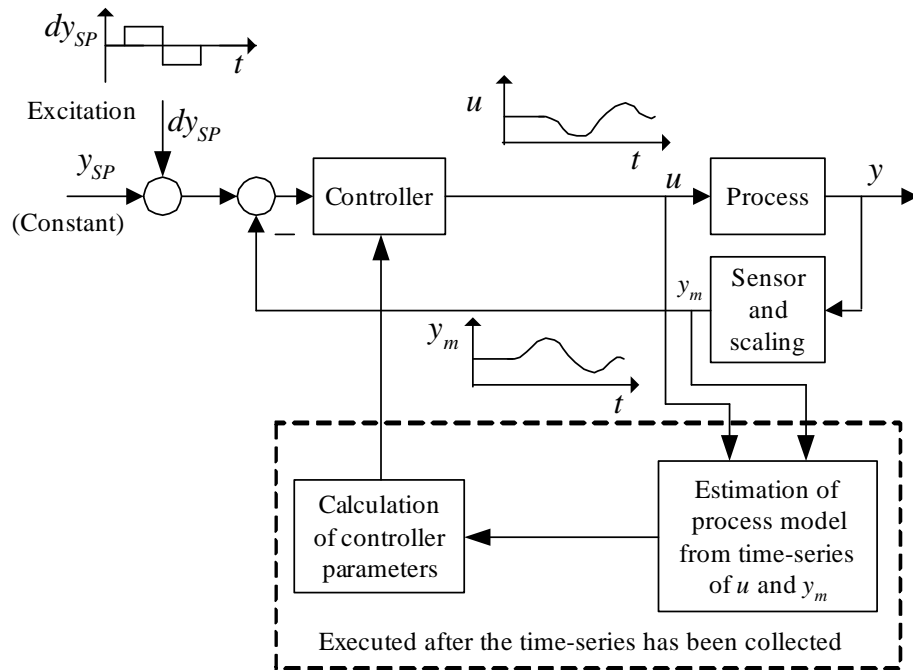 dy_SP
t
Excitation
dy_SP
y_SP
(Constant)
u
t
Controller
u
Process
y
−
y_m
Sensor
and
scaling
y_m
t
Calculation
of controller
parameters
Estimation of
process model
from time-series
of u and y_m
Executed after the time-series has been collected